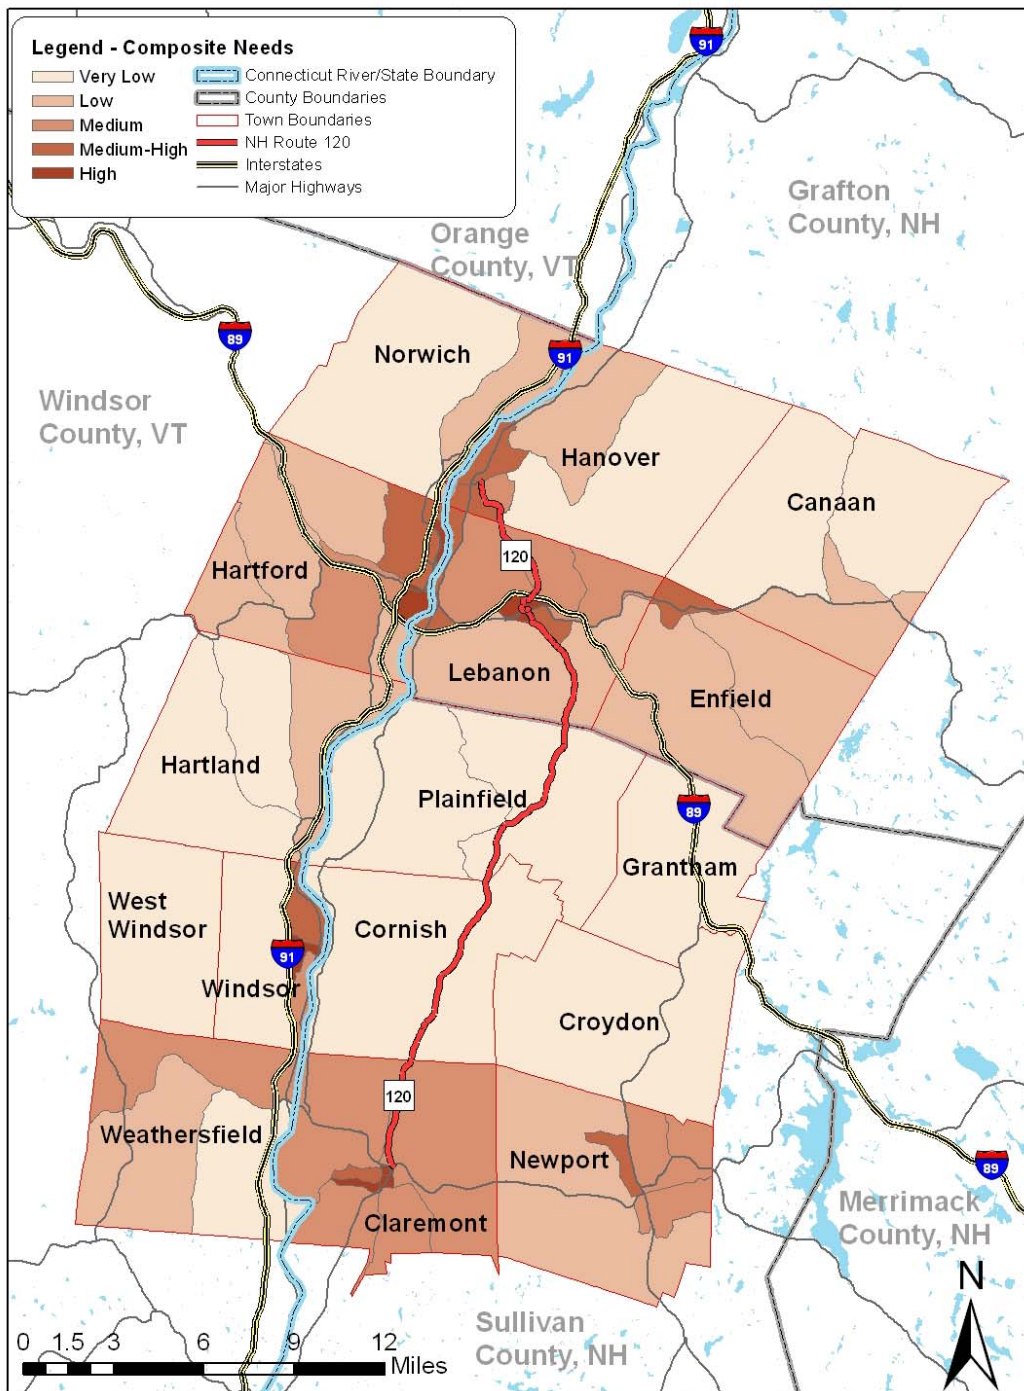 Legend - Composite Needs
Very Low
Low
Medium
Medium-High
High
Connecticut River/State Boundary
County Boundaries
Town Boundaries
NH Route 120
Interstates
Major Highways
91
Grafton
County, NH
Orange
County, VT
89
91
Norwich
Windsor
County, VT
Hanover
Canaan
120
Hartford
Lebanon
Enfield
Hartland
Plainfield
89
Grantham
West
Windsor
Cornish
91
Windsor
Croydon
120
Weathersfield
Newport
89
Claremont
Merrimack
County, NH
N
Sullivan
County, NH
0 1.5 3 6 9 12
Miles